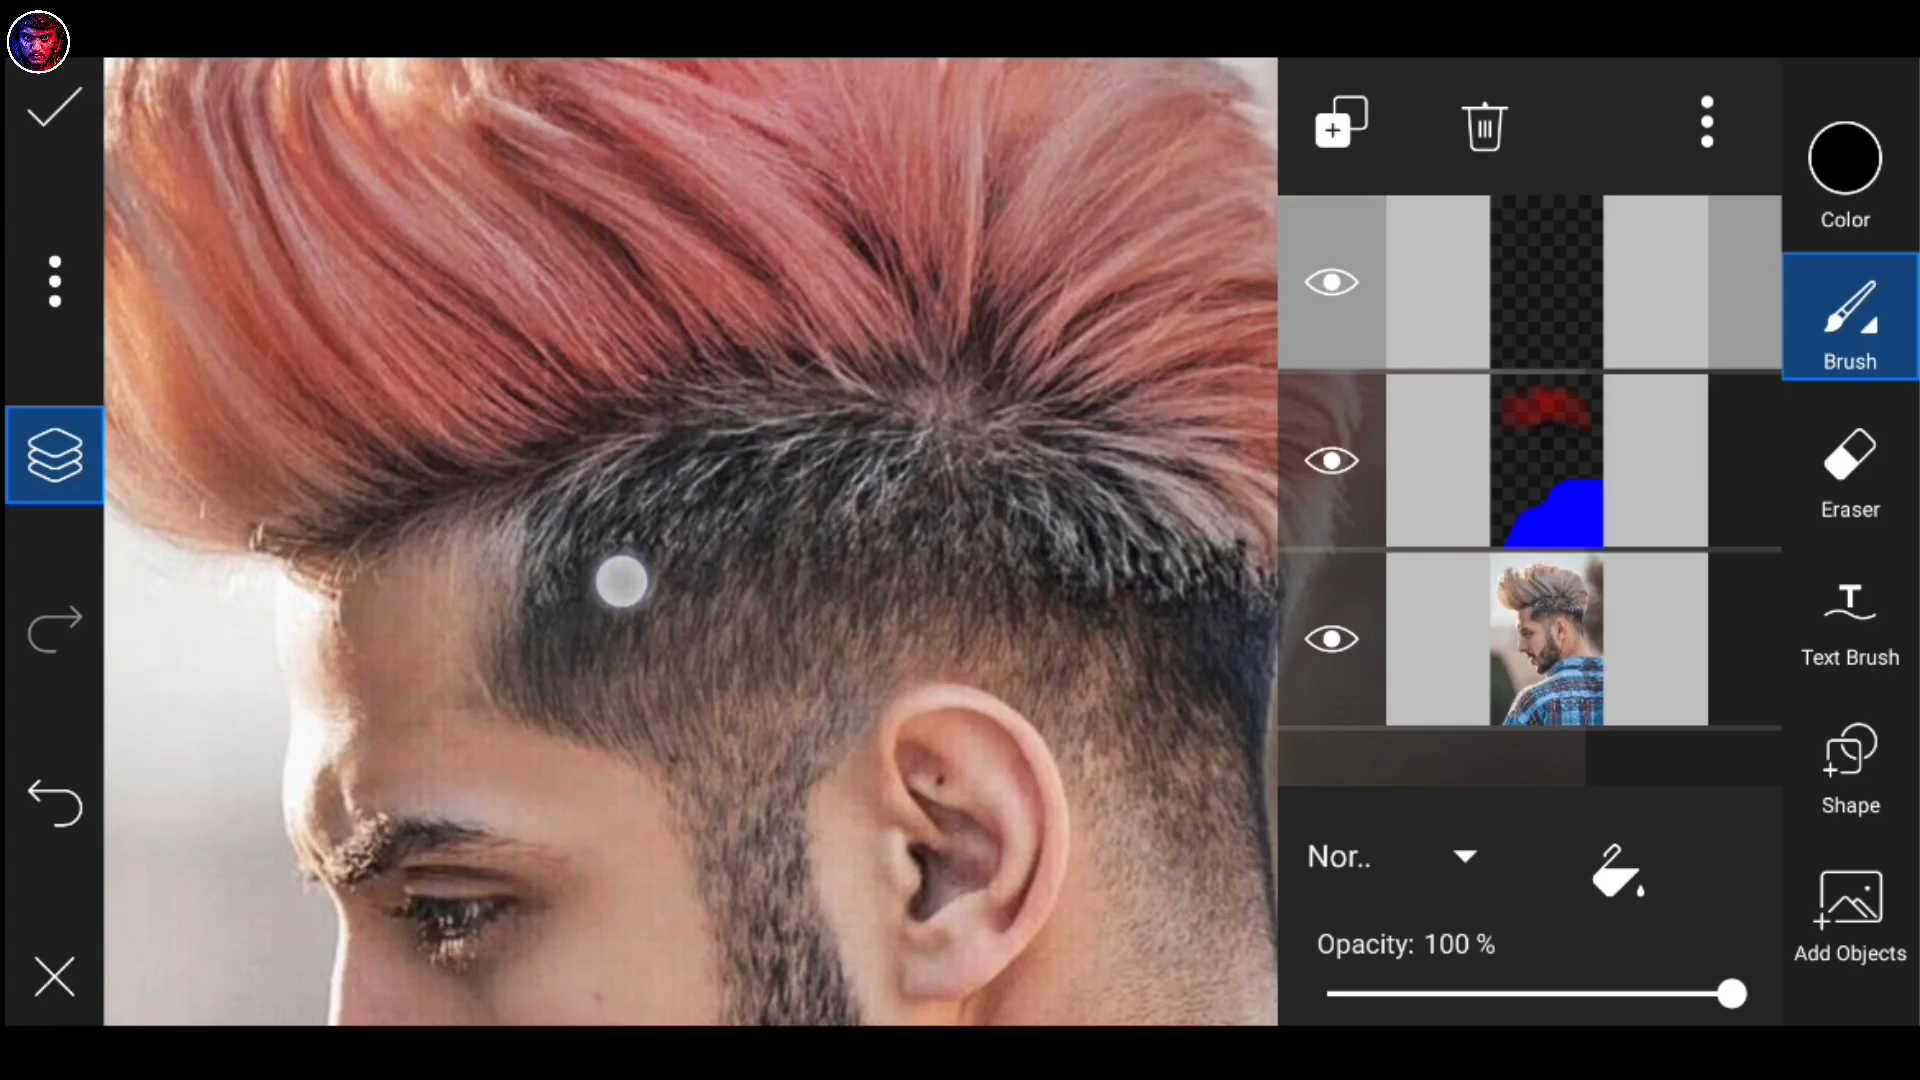 Color
Brush
Eraser
T
Text Brush
Shape
Nor..
Opacity: 100 %
Add Objects